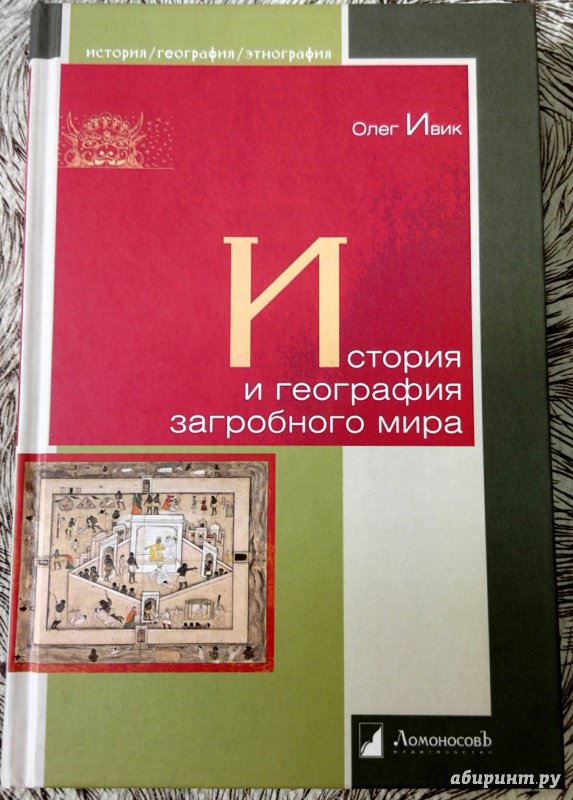 история/география/этнография
Олег Ивик
История
и география
загробного мира
Ломоносовъ
издательство
абиринт.ру